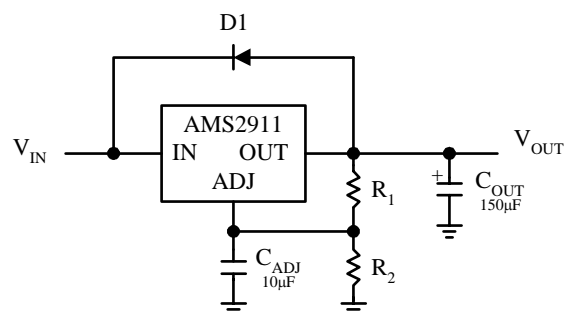 D1
AMS2911
V_IN
IN OUT
V_OUT
ADJ
+
R_1
C_OUT
150µF
C_ADJ
10µF
R_2